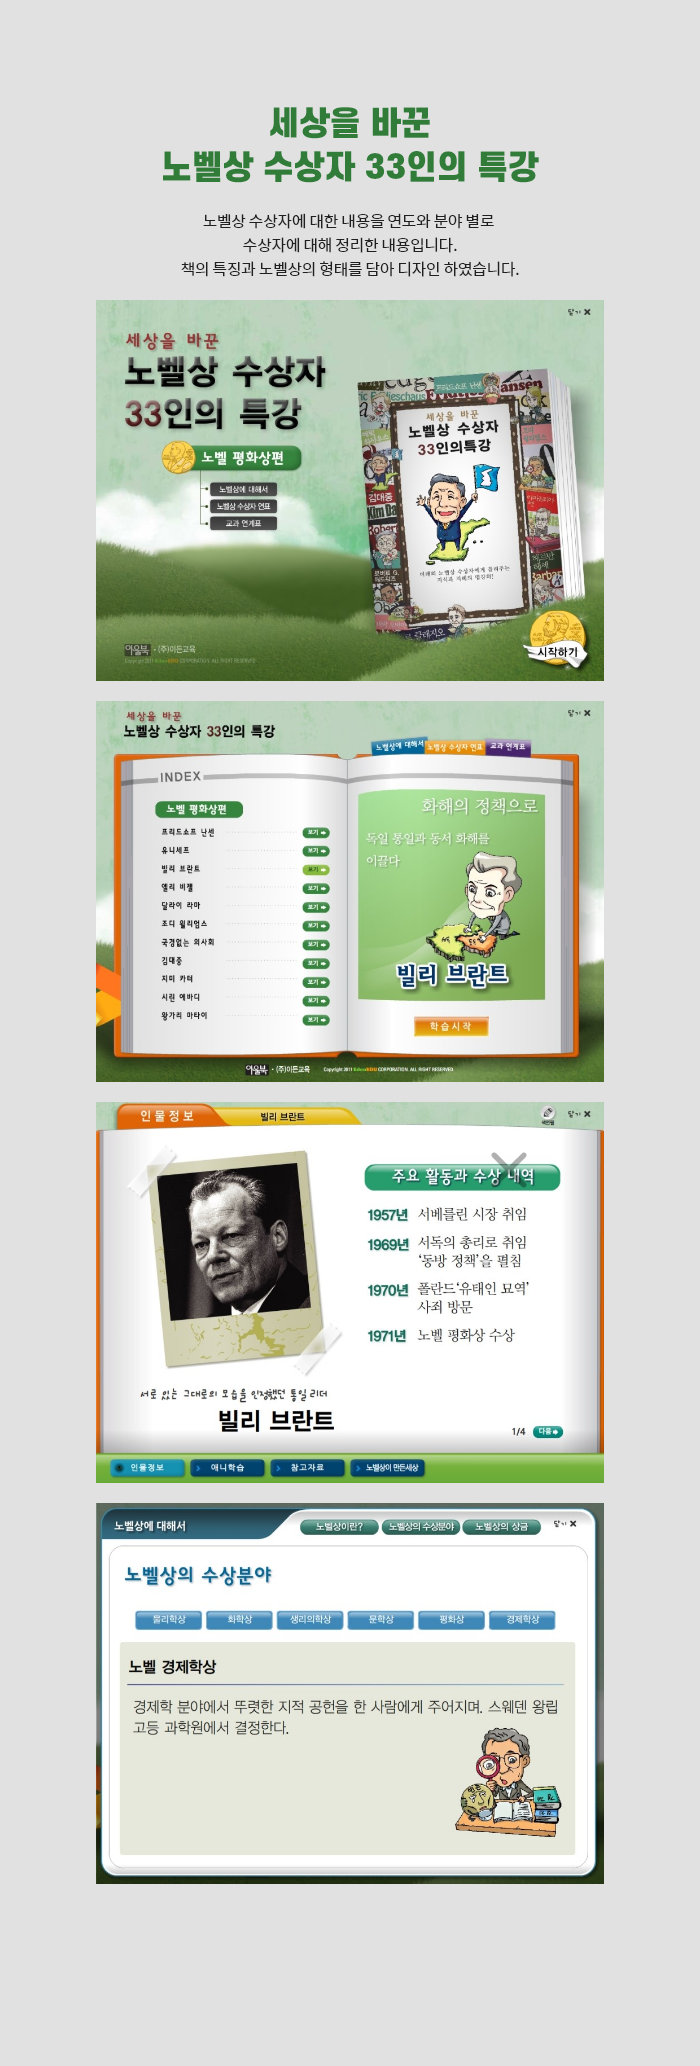 세상을 바꾼
노벨상 수상자 33인의 특강
노벨상 수상자에 대한 내용을 연도와 분야 별로
수상자에 대해 정리한 내용입니다.
책의 특징과 노벨상의 형태를 담아 디자인 하였습니다.
닫기 X
세상을 바꾼
노벨상 수상자
33인의 특강
노벨 평화상편
노벨상에 대해서
노벨상 수상자 연표
교과 연계표
세상을 바꾼
노벨상 수상자
33인의특강
김대중
Kim Da
시작하기
아울북 · (주)이든교육
세상을 바꾼
노벨상 수상자 33인의 특강
닫기 X
노벨상에 대해서
노벨상 수상자 연표
교과 연계표
INDEX
노벨 평화상편
프리드쇼프 난센 보기
유니세프 보기
빌리 브란트 보기
엘리 비젤 보기
달라이 라마 보기
조디 윌리엄스 보기
국경없는 의사회 보기
김대중 보기
지미 카터 보기
시린 에바디 보기
왕가리 마타이 보기
화해의 정책으로
독일 통일과 동서 화해를
이끌다
빌리 브란트
학습시작
아울북 · (주)이든교육
인물정보
빌리 브란트
닫기 X
주요 활동과 수상 내역
1957년 서베를린 시장 취임
1969년 서독의 총리로 취임
‘동방 정책’을 펼침
1970년 폴란드‘유태인 묘역’
사죄 방문
1971년 노벨 평화상 수상
서로 있는 그대로의 모습을 인정했던 통일 리더
빌리 브란트
1/4 다음
인물정보
애니학습
참고자료
노벨상이 만든세상
노벨상에 대해서
노벨상이란?
노벨상의 수상분야
노벨상의 상금
닫기 X
노벨상의 수상분야
물리학상
화학상
생리의학상
문학상
평화상
경제학상
노벨 경제학상
경제학 분야에서 뚜렷한 지적 공헌을 한 사람에게 주어지며. 스웨덴 왕립
고등 과학원에서 결정한다.